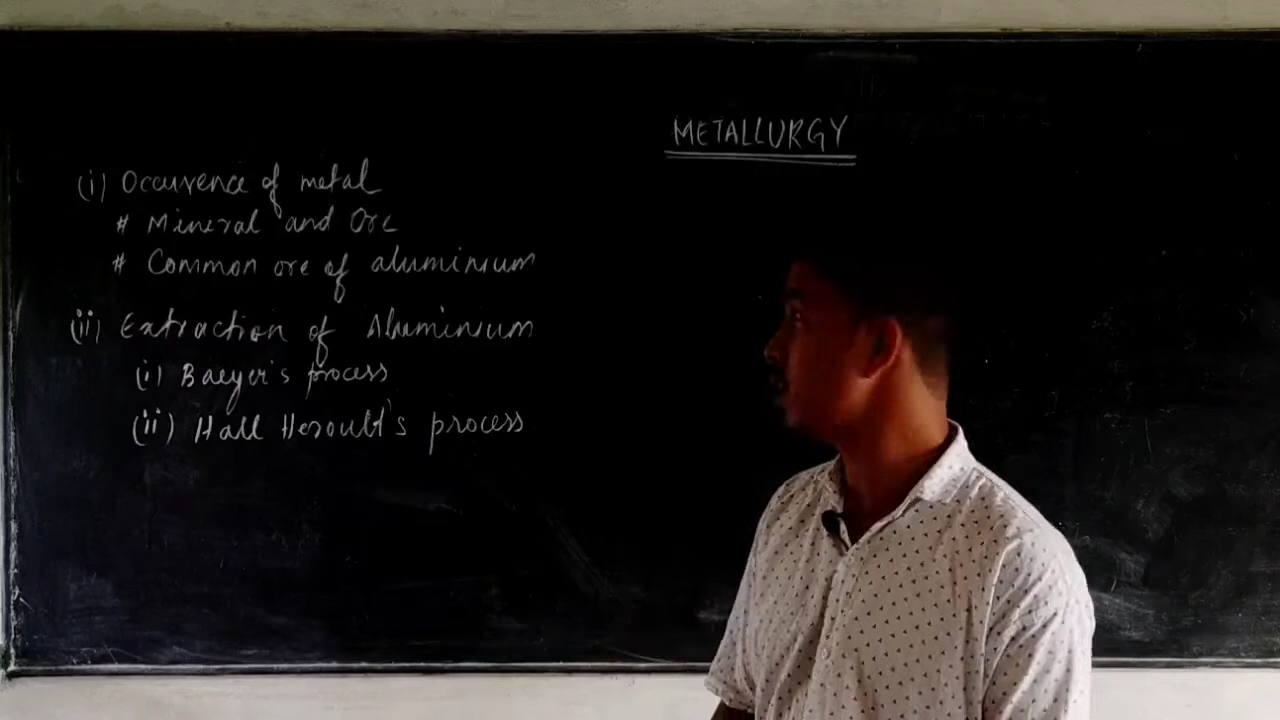 METALLURGY
(i) Occurence of metal
# Mineral and Ore
# Common ore of aluminium
(ii) Extraction of Aluminium
(i) Baeyer's process
(ii) Hall Heroult's process